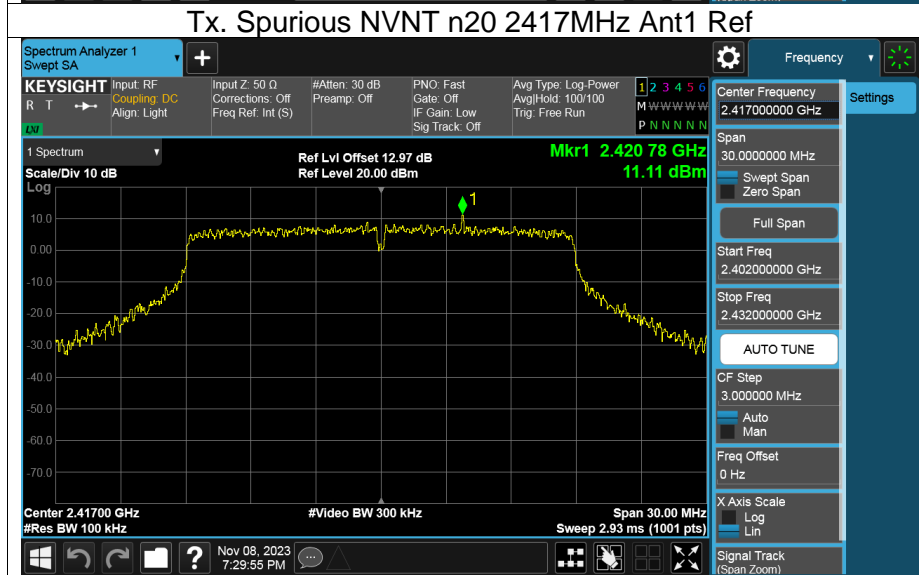 Tx. Spurious NVNT n20 2417MHz Ant1 Ref
Spectrum Analyzer 1
Swept SA
+
Frequency
KEYSIGHT
R T
LXI
Input: RF
Coupling: DC
Align: Light
Input Z: 50 Ω
Corrections: Off
Freq Ref: Int (S)
#Atten: 30 dB
Preamp: Off
PNO: Fast
Gate: Off
IF Gain: Low
Sig Track: Off
Avg Type: Log-Power
Avg|Hold: 100/100
Trig: Free Run
1 2 3 4 5 6
M W W W W W
P N N N N N
Center Frequency
2.417000000 GHz
Settings
1 Spectrum
Scale/Div 10 dB
Ref Lvl Offset 12.97 dB
Ref Level 20.00 dBm
Mkr1 2.420 78 GHz
11.11 dBm
Span
30.0000000 MHz
Swept Span
Zero Span
Full Span
Start Freq
2.402000000 GHz
Stop Freq
2.432000000 GHz
AUTO TUNE
CF Step
3.000000 MHz
Auto
Man
Freq Offset
0 Hz
X Axis Scale
Log
Lin
Signal Track
(Span Zoom)
Log
1
10.0
0.00
-10.0
-20.0
-30.0
-40.0
-50.0
-60.0
-70.0
Center 2.41700 GHz
#Res BW 100 kHz
#Video BW 300 kHz
Span 30.00 MHz
Sweep 2.93 ms (1001 pts)
?
Nov 08, 2023
7:29:55 PM